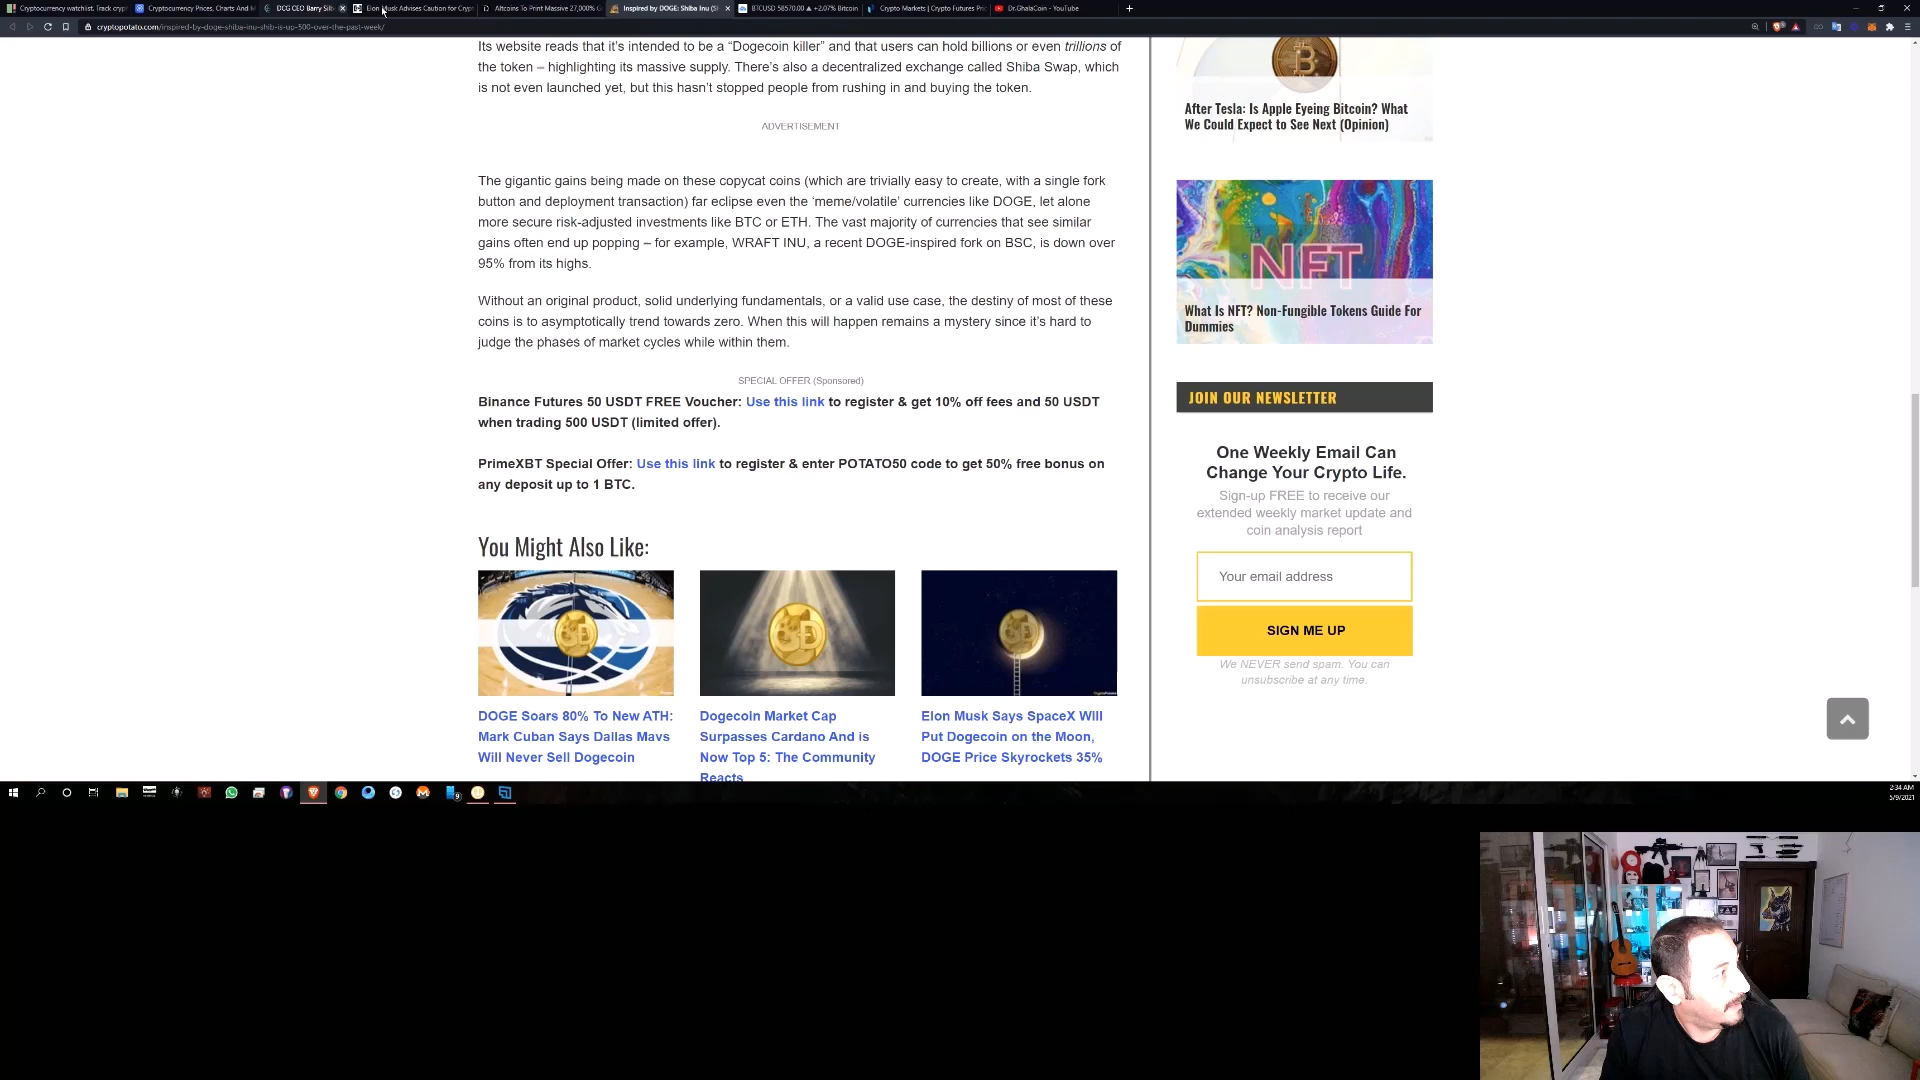 Cryptocurrency watchlist. Track crypt
Cryptocurrency Prices, Charts And M
DCG CEO Barry Silb
Elon Musk Advises Caution for Crypt
Altcoins To Print Massive 27,000% G
Inspired by DOGE: Shiba Inu (S
BTCUSD 58570.00 ▲ +2.07% Bitcoin
Crypto Markets | Crypto Futures Pric
Dr.GhalaCoin - YouTube
cryptopotato.com/inspired-by-doge-shiba-inu-shib-is-up-500-over-the-past-week/
Its website reads that it's intended to be a “Dogecoin killer” and that users can hold billions or even trillions of
the token – highlighting its massive supply. There's also a decentralized exchange called Shiba Swap, which
is not even launched yet, but this hasn't stopped people from rushing in and buying the token.
ADVERTISEMENT
The gigantic gains being made on these copycat coins (which are trivially easy to create, with a single fork
button and deployment transaction) far eclipse even the ‘meme/volatile’ currencies like DOGE, let alone
more secure risk-adjusted investments like BTC or ETH. The vast majority of currencies that see similar
gains often end up popping – for example, WRAFT INU, a recent DOGE-inspired fork on BSC, is down over
95% from its highs.
Without an original product, solid underlying fundamentals, or a valid use case, the destiny of most of these
coins is to asymptotically trend towards zero. When this will happen remains a mystery since it's hard to
judge the phases of market cycles while within them.
SPECIAL OFFER (Sponsored)
Binance Futures 50 USDT FREE Voucher: Use this link to register & get 10% off fees and 50 USDT
when trading 500 USDT (limited offer).
PrimeXBT Special Offer: Use this link to register & enter POTATO50 code to get 50% free bonus on
any deposit up to 1 BTC.
You Might Also Like:
DOGE Soars 80% To New ATH:
Mark Cuban Says Dallas Mavs
Will Never Sell Dogecoin
Dogecoin Market Cap
Surpasses Cardano And is
Now Top 5: The Community
Reacts
Elon Musk Says SpaceX Will
Put Dogecoin on the Moon,
DOGE Price Skyrockets 35%
After Tesla: Is Apple Eyeing Bitcoin? What
We Could Expect to See Next (Opinion)
NFT
What Is NFT? Non-Fungible Tokens Guide For
Dummies
JOIN OUR NEWSLETTER
One Weekly Email Can
Change Your Crypto Life.
Sign-up FREE to receive our
extended weekly market update and
coin analysis report
Your email address
SIGN ME UP
We NEVER send spam. You can
unsubscribe at any time.
2:34 AM
5/9/2021